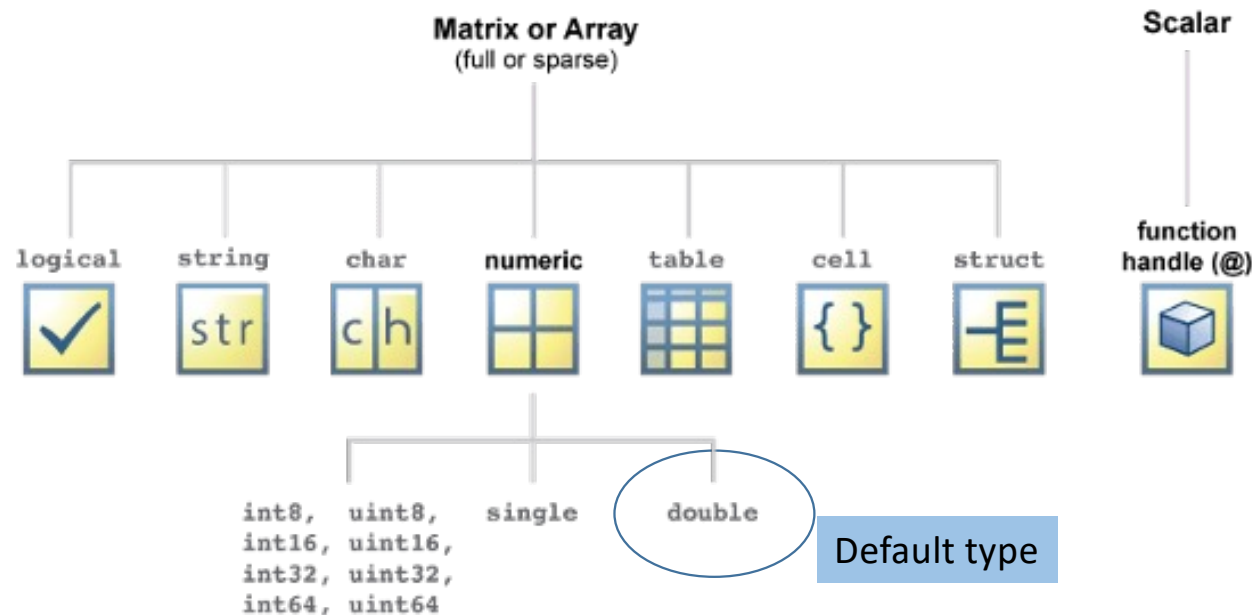 Matrix or Array
(full or sparse)
Scalar
logical
string
char
numeric
table
cell
struct
function
handle (@)
str
c h
{ }
int8, uint8,
int16, uint16,
int32, uint32,
int64, uint64
single
double
Default type